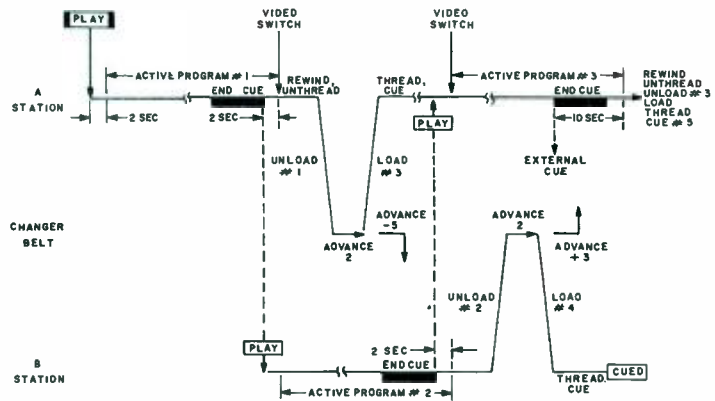 PLAY
VIDEO
SWITCH
VIDEO
SWITCH
ACTIVE PROGRAM # 1
REWIND,
UNTHREAD
THREAD,
CUE
ACTIVE PROGRAM # 3
REWIND
UNTHREAD
UNLOAD # 3
LOAD
THREAD
CUE # 5
A
STATION
END CUE
2 SEC
2 SEC
PLAY
END CUE
10 SEC
EXTERNAL
CUE
UNLOAD
# 1
LOAD
# 3
CHANGER
BELT
ADVANCE
2
ADVANCE
-5
ADVANCE
2
ADVANCE
+ 3
UNLOAD
# 2
LOAD
# 4
PLAY
2 SEC
B
STATION
END CUE
ACTIVE PROGRAM # 2
THREAD,
CUE
CUED